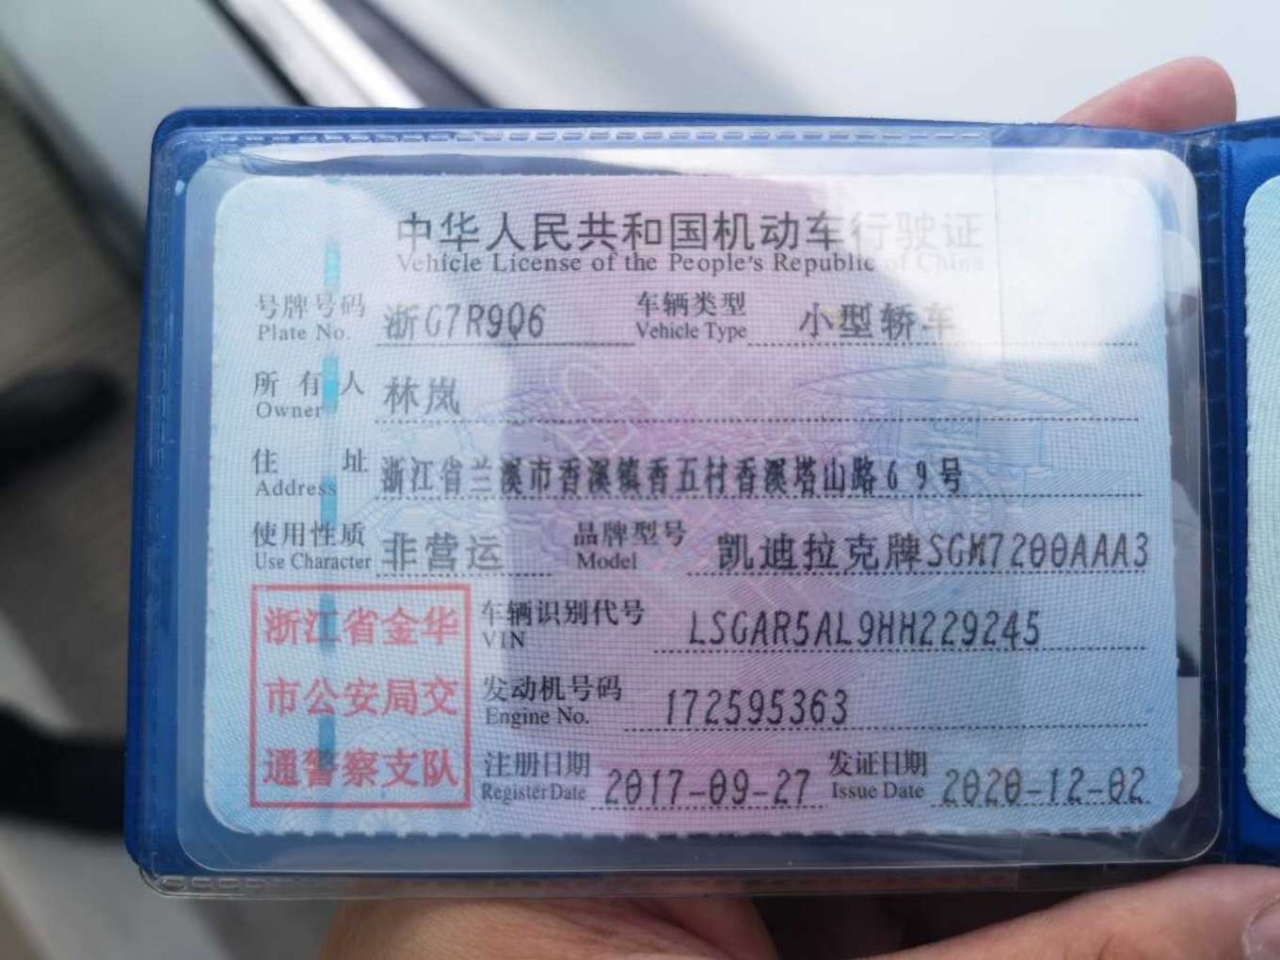 中华人民共和国机动车行驶证
Vehicle License of the People's Republic of China
号牌号码 浙G7R9Q6 车辆类型 小型轿车
Plate No. Vehicle Type
所有人 林岚
Owner
住址 浙江省兰溪市香溪镇香五村香溪塔山路69号
Address
使用性质 非营运 品牌型号 凯迪拉克牌SGM7200AAA3
Use Character Model
浙江省金华
市公安局交
通警察支队
车辆识别代号 LSGAR5AL9HH229245
VIN
发动机号码 172595363
Engine No.
注册日期 2017-09-27 发证日期 2020-12-02
Register Date Issue Date